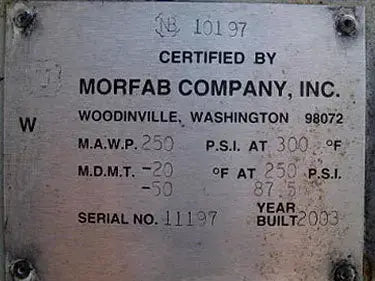 NB 10197
CERTIFIED BY
MORFAB COMPANY, INC.
WOODINVILLE, WASHINGTON 98072
W
M.A.W.P. 250 P.S.I. AT 300 °F
M.D.M.T. -20 °F AT 250 P.S.I.
-50 87.5
SERIAL NO. 11197 YEAR BUILT 2003